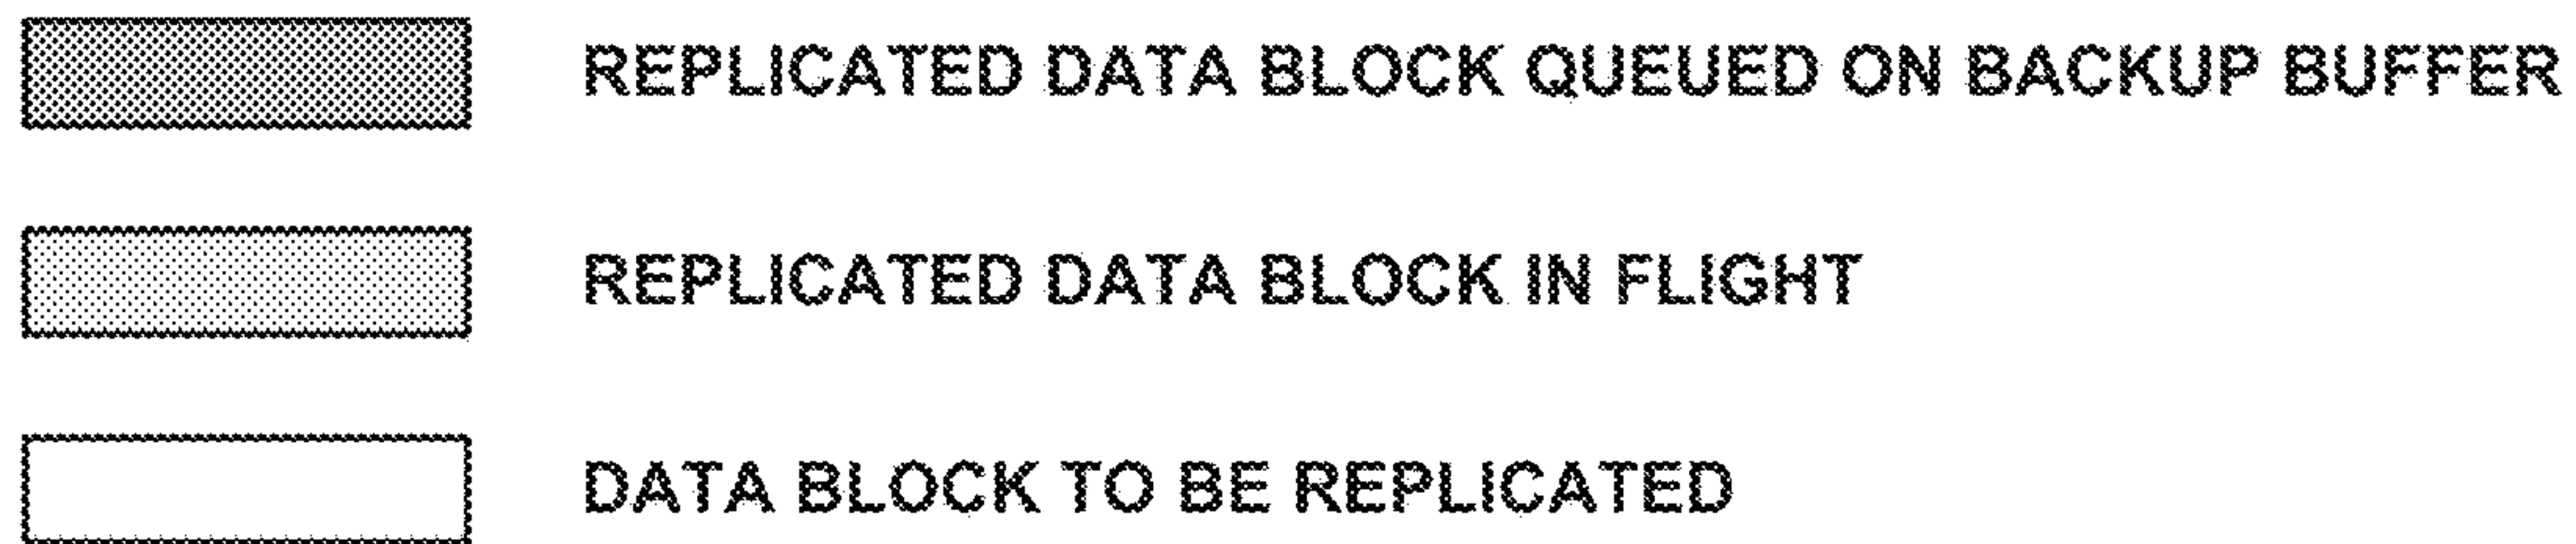 REPLICATED DATA BLOCK QUEUED ON BACKUP BUFFER
REPLICATED DATA BLOCK IN FLIGHT
DATA BLOCK TO BE REPLICATED